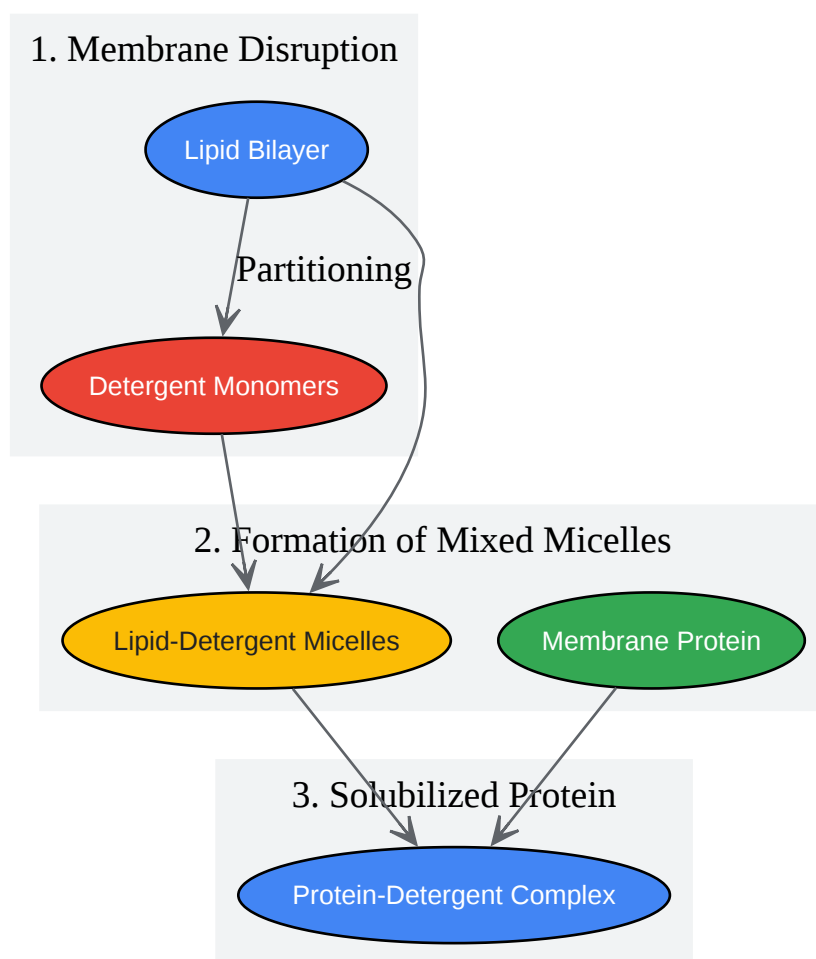 1. Membrane Disruption
Lipid Bilayer
Partitioning
Detergent Monomers
2. Formation of Mixed Micelles
Lipid-Detergent Micelles
Membrane Protein
3. Solubilized Protein
Protein-Detergent Complex